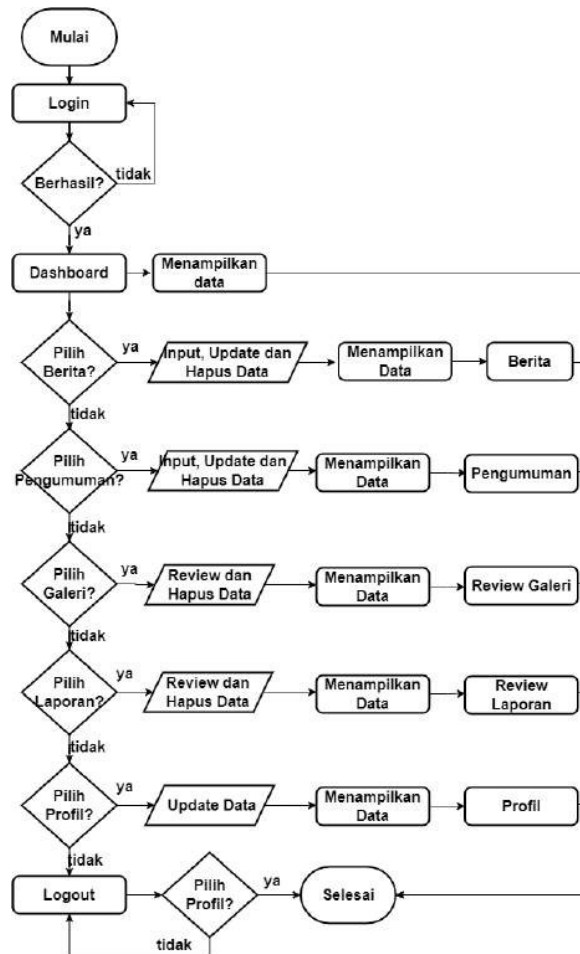 Mulai
Login
Berhasil?
tidak
ya
Dashboard
Menampilkan
data
Pilih
Berita?
ya
Input, Update dan
Hapus Data
Menampilkan
Data
Berita
tidak
Pilih
Pengumuman?
ya
Input, Update dan
Hapus Data
Menampilkan
Data
Pengumuman
tidak
Pilih
Galeri?
ya
Review dan
Hapus Data
Menampilkan
Data
Review Galeri
tidak
Pilih
Laporan?
ya
Review dan
Hapus Data
Menampilkan
Data
Review
Laporan
tidak
Pilih
Profil?
ya
Update Data
Menampilkan
Data
Profil
tidak
Logout
Pilih
Profil?
ya
Selesai
tidak